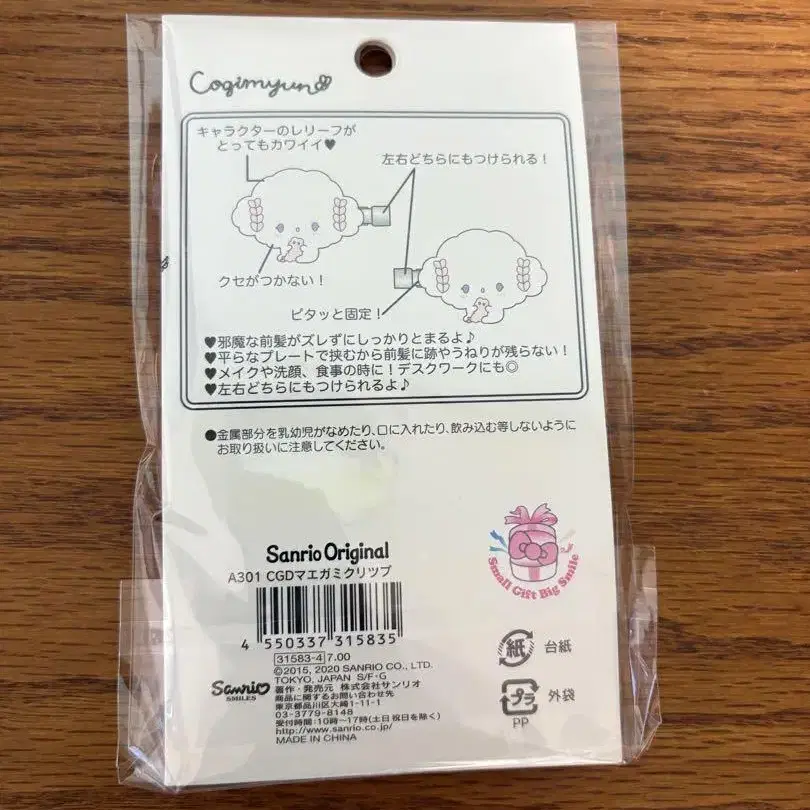 Cogimyun
キャラクターのレリーフが
とってもカワイイ♥
左右どちらにもつけられる！
クセがつかない！
ピタッと固定！
♥邪魔な前髪がズレずにしっかりとまるよ♪
♥平らなプレートで挟むから前髪に跡やうねりが残らない！
♥メイクや洗顔、食事の時に！デスクワークにも◎
♥左右どちらにもつけられるよ♪
●金属部分を乳幼児がなめたり、口に入れたり、飲み込む等しないように
お取り扱いに注意してください。
Small Gift Big Smile
Sanrio Original
A301 CGDマエガミクリップ
4 550337 315835
31583-4 7.00
©2015, 2020 SANRIO CO., LTD.
TOKYO, JAPAN S/F・G
Sanrio
SMILES
著作・発売元 株式会社サンリオ
商品に関するお問い合わせ先
東京都品川区大崎1-11-1
03-3779-8148
受付時間:10時〜17時(土日祝日を除く)
http://www.sanrio.co.jp/
MADE IN CHINA
紙 台紙
プラ 外袋
PP